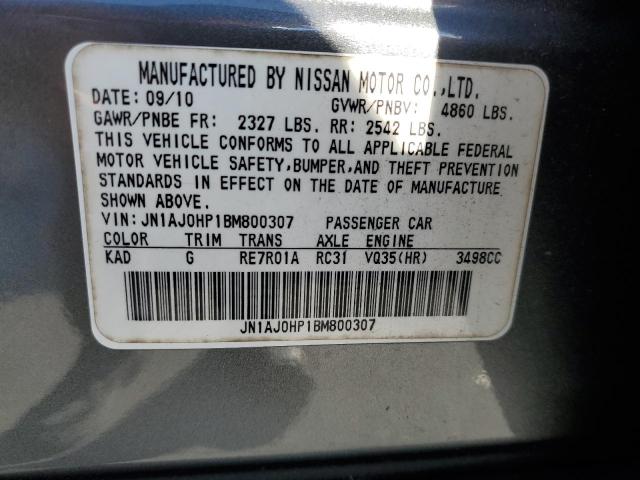 MANUFACTURED BY NISSAN MOTOR CO.,LTD.
DATE: 09/10 GVWR/PNBV: 4860 LBS.
GAWR/PNBE FR: 2327 LBS. RR: 2542 LBS.
THIS VEHICLE CONFORMS TO ALL APPLICABLE FEDERAL
MOTOR VEHICLE SAFETY,BUMPER,AND THEFT PREVENTION
STANDARDS IN EFFECT ON THE DATE OF MANUFACTURE
SHOWN ABOVE.
VIN: JN1AJ0HP1BM800307 PASSENGER CAR
COLOR TRIM TRANS AXLE ENGINE
KAD G RE7R01A RC31 VQ35(HR) 3498CC
JN1AJ0HP1BM800307